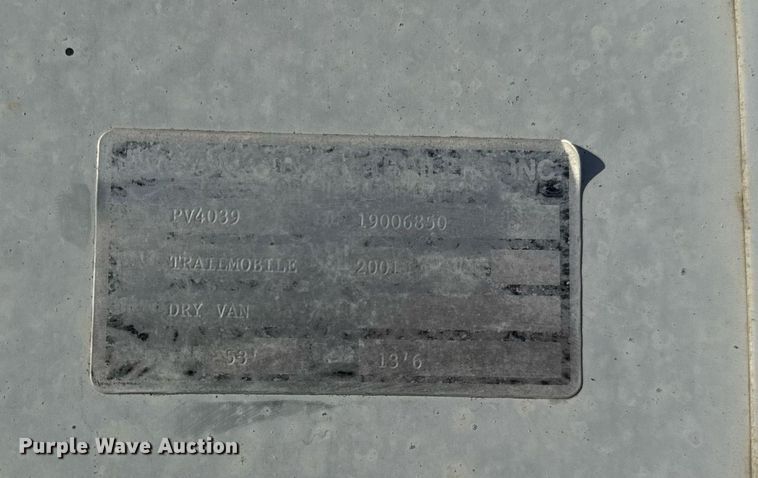 INC
PV4039 19006850
TRAILMOBILE 2001
DRY VAN
53' 13'6
Purple Wave Auction